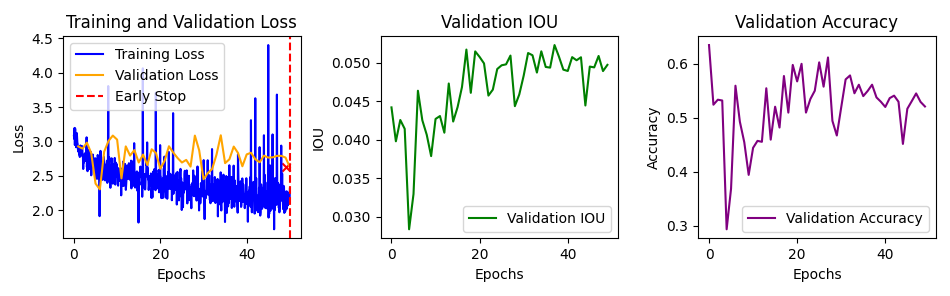 Training and Validation Loss
4.5
4.0
3.5
3.0
2.5
2.0
Loss
Training Loss
Validation Loss
Early Stop
0
20
40
Epochs
Validation IOU
0.050
0.045
0.040
0.035
0.030
IOU
Validation IOU
0
20
40
Epochs
Validation Accuracy
0.6
0.5
0.4
0.3
Accuracy
Validation Accuracy
0
20
40
Epochs